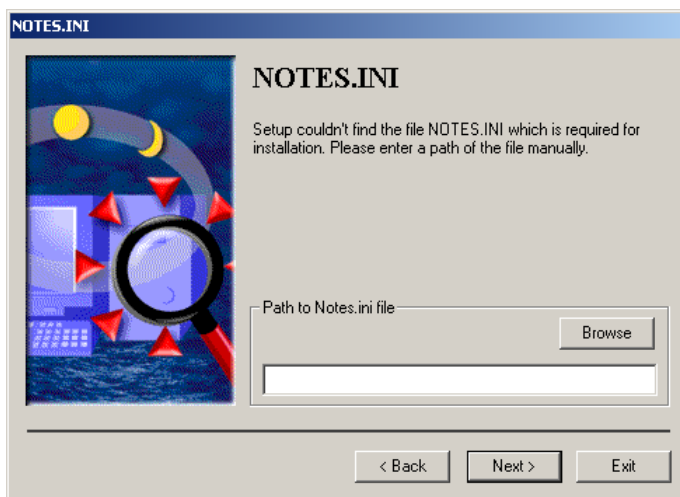 NOTES.INI
NOTES.INI
Setup couldn't find the file NOTES.INI which is required for
installation. Please enter a path of the file manually.
Path to Notes.ini file
Browse
< Back
Next >
Exit